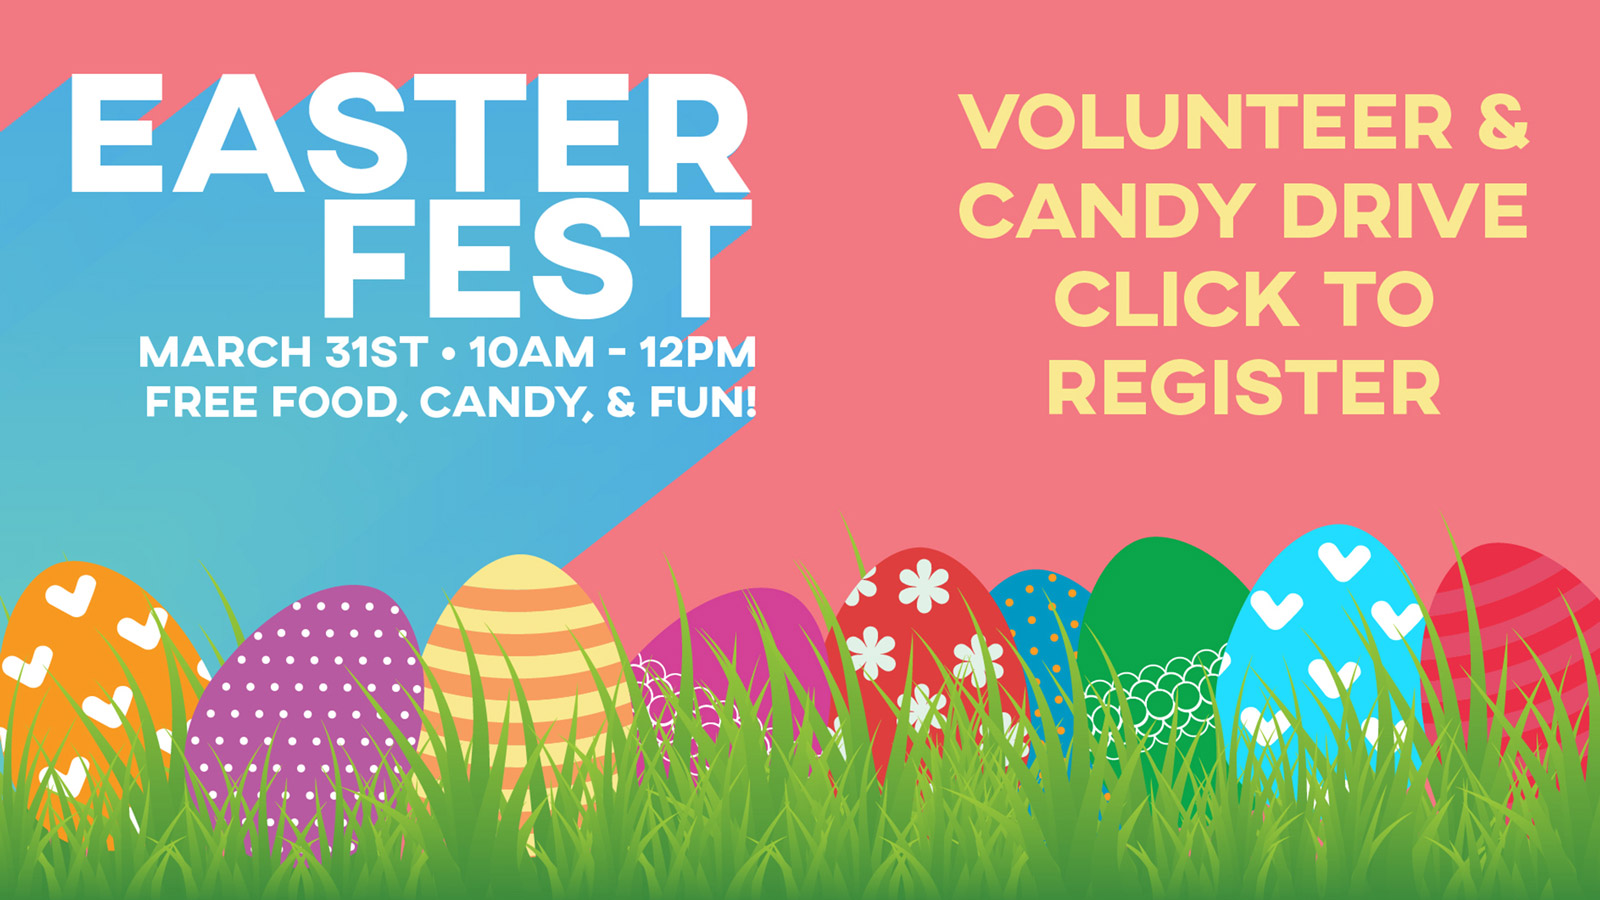 EASTER
FEST
MARCH 31ST • 10AM - 12PM
FREE FOOD, CANDY, & FUN!
VOLUNTEER &
CANDY DRIVE
CLICK TO
REGISTER